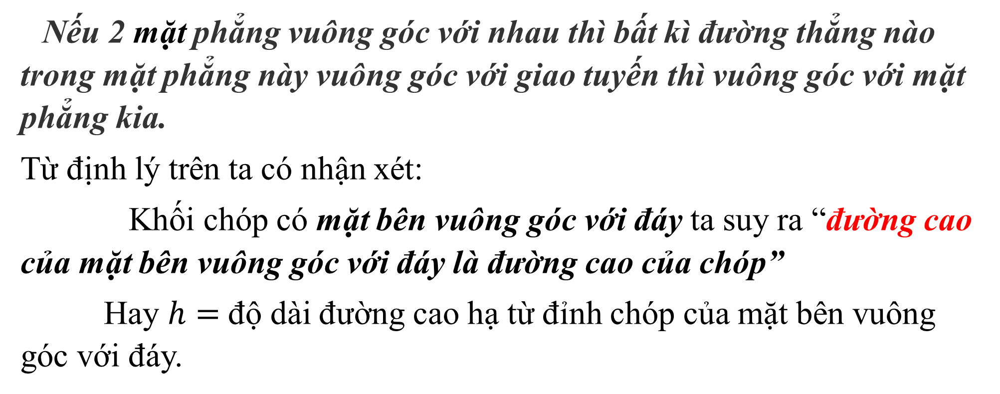 Nếu 2 mặt phẳng vuông góc với nhau thì bất kì đường thẳng nào
trong mặt phẳng này vuông góc với giao tuyến thì vuông góc với mặt
phẳng kia.
Từ định lý trên ta có nhận xét:
Khối chóp có mặt bên vuông góc với đáy ta suy ra “đường cao
của mặt bên vuông góc với đáy là đường cao của chóp”
Hay ℎ = độ dài đường cao hạ từ đỉnh chóp của mặt bên vuông
góc với đáy.